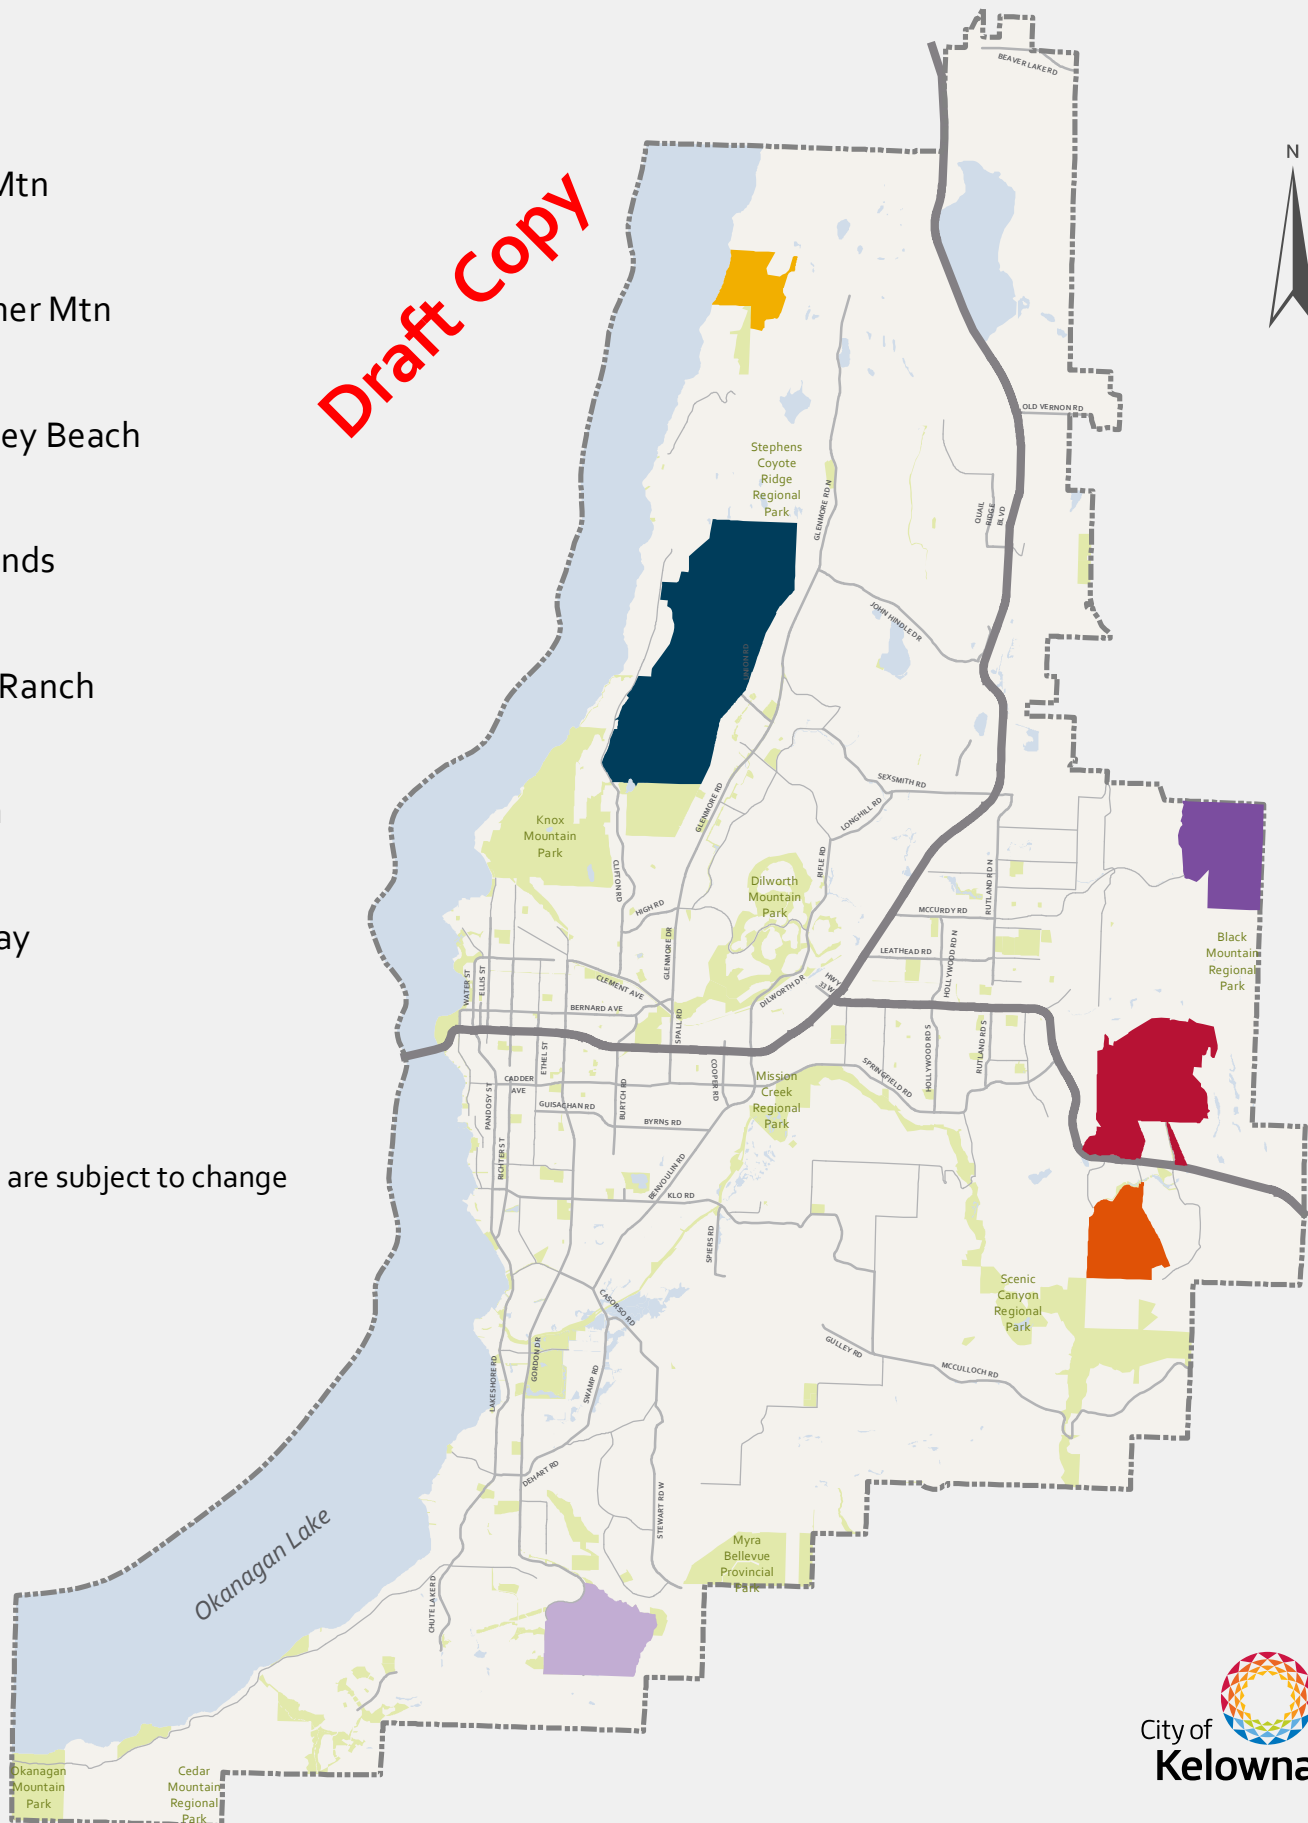 Mtn
ner Mtn
ey Beach
nds
Ranch
ay
are subject to change
Draft Copy
N
BEAVER LAKE RD
OLD VERNON RD
Stephens
Coyote
Ridge
Regional
Park
GLENMORE RD N
QUAIL
RIDGE
BLVD
JOHN HINDLE DR
SEXSMITH RD
LONGHILL RD
GLENMORE RD
RIFLE RD
Knox
Mountain
Park
CLIFTON RD
HIGH RD
Dilworth
Mountain
Park
RUTLAND RD N
MCCURDY RD
LEATHEAD RD
HOLLYWOOD RD N
GLENMORE DR
Black
Mountain
Regional
Park
WATER ST
ELLIS ST
CLEMENT AVE
BERNARD AVE
DILWORTH DR
HWY
33 W
SPALL RD
ETHEL ST
CADDER
AVE
COOPER RD
Mission
Creek
Regional
Park
SPRINGFIELD RD
HOLLYWOOD RD S
RUTLAND RD S
PANDOSY ST
GUISACHAN RD
BURTCH RD
BYRNS RD
RICHTER ST
BENVOULIN RD
KLO RD
SPIERS RD
Scenic
Canyon
Regional
Park
CASORSO RD
GULLEY RD
MCCULLOCH RD
LAKESHORE RD
GORDON DR
SWAMP RD
DEHART RD
STEWART RD W
Myra
Bellevue
Provincial
Park
Okanagan Lake
CHUTE LAKE RD
Okanagan
Mountain
Park
Cedar
Mountain
Regional
Park
City of
Kelowna